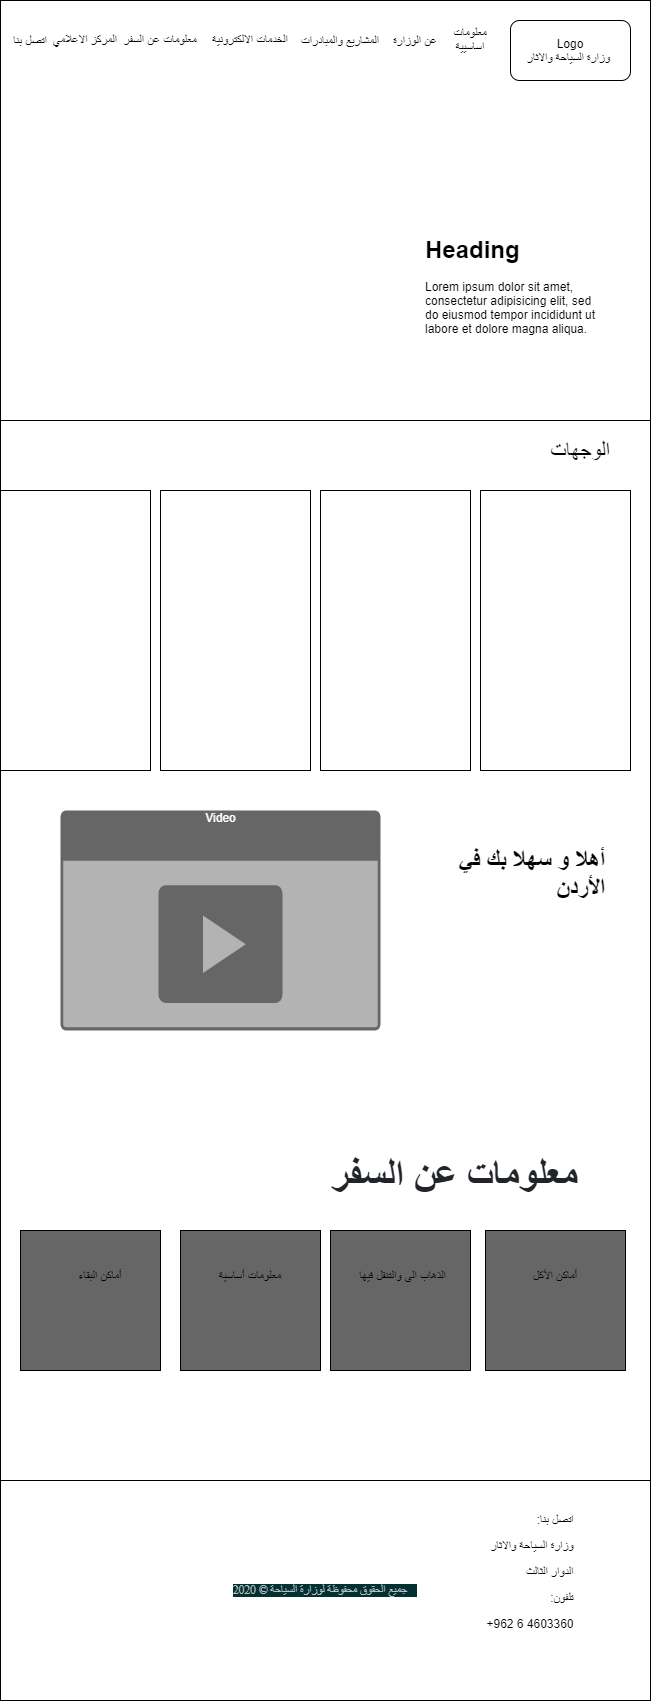 Logo
وزارة السياحة والاثار
معلومات
اساسيية
عن الوزارة
المشاريع والمبادرات
الخدمات الالكترونية
معلومات عن السفر
المركز الاعلامي
اتصل بنا
Heading
Lorem ipsum dolor sit amet,
consectetur adipisicing elit, sed
do eiusmod tempor incididunt ut
labore et dolore magna aliqua.
الوجهات
أهلا و سهلا بك في
الأردن
Video
معلومات عن السفر
أماكن الأكل
الذهاب الى والتنقل فيها
معلومات أساسية
أماكن البقاء
اتصل بنا:
وزارة السياحة والاثار
الدوار الثالث
تلفون:
+962 6 4603360
جميع الحقوق محفوظة لوزارة السياحة © 2020